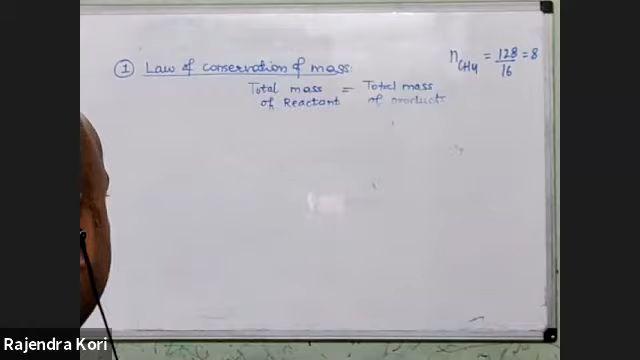 ① Law of conservation of mass:
Total mass = Total mass
of Reactant of products
nCH4 = 128/16 = 8
Rajendra Kori